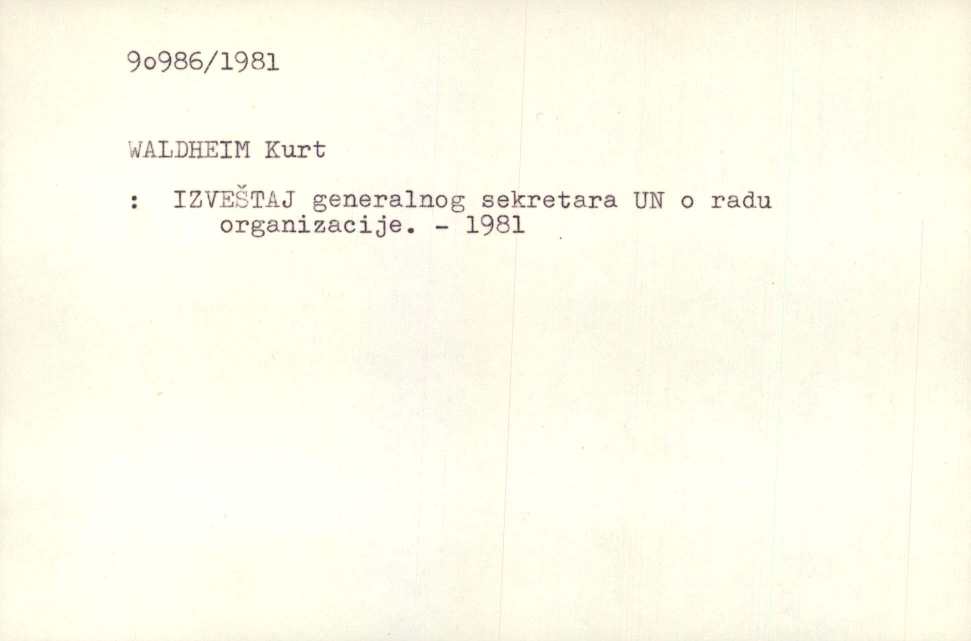 9o986/1981
WALDHEIM Kurt
: IZVEŠTAJ generalnog sekretara UN o radu
organizacije. - 1981